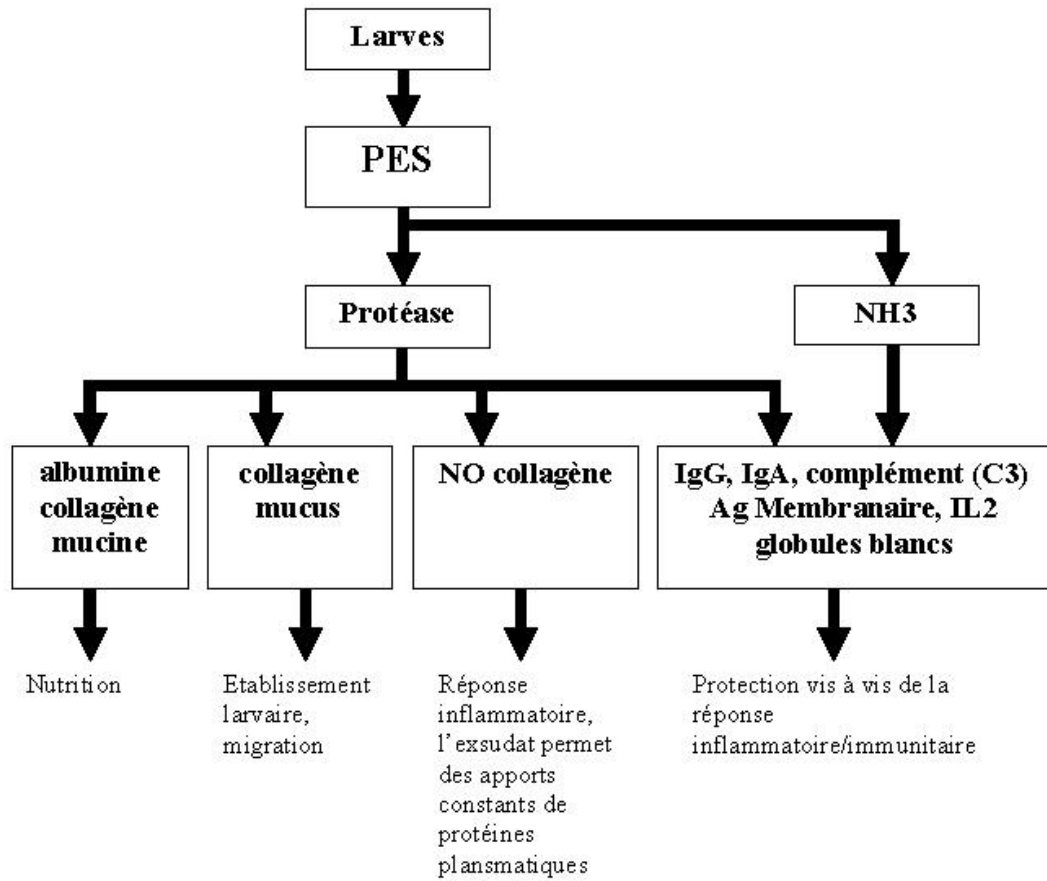 Larves
PES
Protéase
NH3
albumine
collagène
mucine
collagène
mucus
NO collagène
IgG, IgA, complément (C3)
Ag Membranaire, IL2
globules blancs
Nutrition
Etablissement
larvaire,
migration
Réponse
inflammatoire,
l'exsudat permet
des apports
constants de
protéines
plansmatiques
Protection vis à vis de la
réponse
inflammatoire/immunitaire